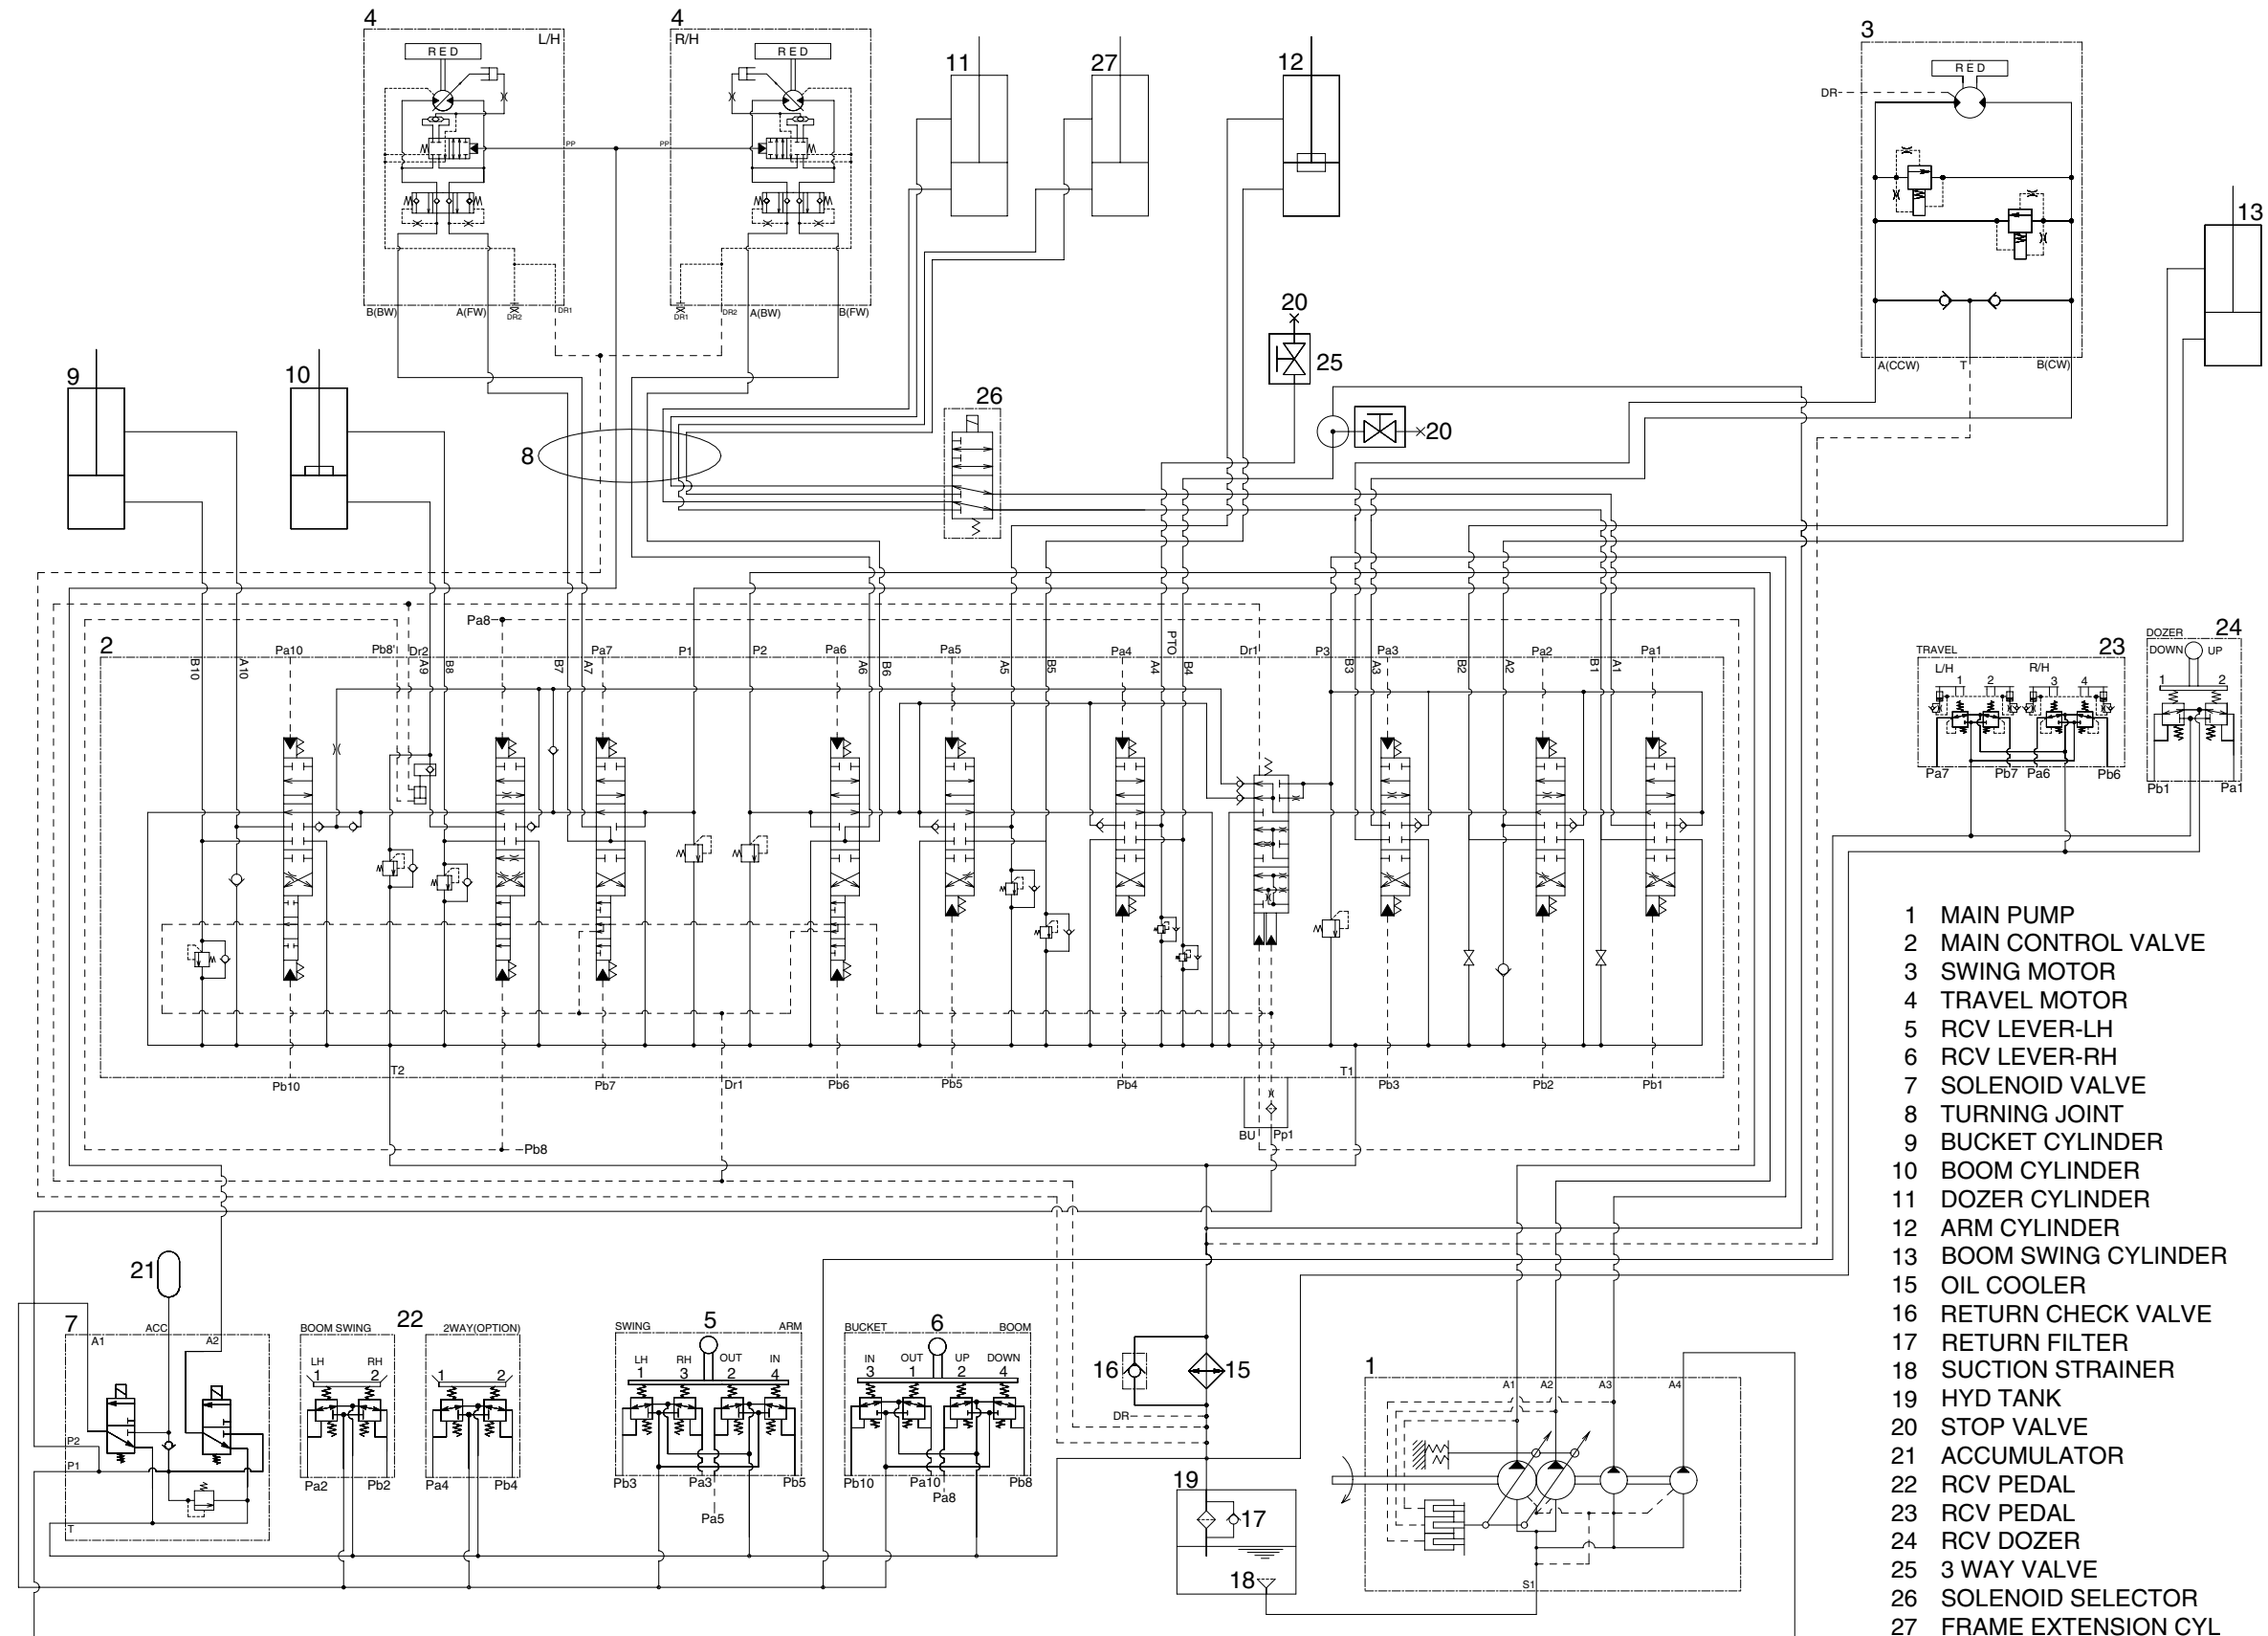 4
4
3
RED
L/H
R/H
RED
11
27
12
RED
DR
13
PP
PP
B(BW)
A(FW)
DR2
DR1
DR1
DR2
A(BW)
B(FW)
20
25
A(CCW)
T
B(CW)
9
10
26
20
8
Pa8
2
B10
A10
Pa10
Pb8'
Dr2
A9
B8
B7
A7
Pa7
P1
P2
Pa6
A6
B6
Pa5
A5
B5
Pa4
PTO
A4
B4
Dr1
P3
B3
A3
Pa3
B2
A2
Pa2
B1
A1
Pa1
TRAVEL
23
L/H
R/H
1
2
3
4
Pa7
Pb7
Pa6
Pb6
DOZER
24
DOWN
UP
1
2
Pb1
Pa1
Pb10
T2
Pb7
Dr1
Pb6
Pb5
Pb4
T1
Pb3
Pb2
Pb1
BU
Pp1
Pb8
21
7
ACC
A1
A2
P2
P1
T
22
BOOM SWING
LH
RH
1
2
Pa2
Pb2
2WAY(OPTION)
1
2
Pa4
Pb4
SWING
5
ARM
LH
RH
OUT
IN
1
3
2
4
Pb3
Pa3
Pb5
Pa5
BUCKET
6
BOOM
IN
OUT
UP
DOWN
3
1
2
4
Pb10
Pa10
Pb8
Pa8
16
15
DR
19
17
18
1
A1
A2
A3
A4
S1
1 MAIN PUMP
2 MAIN CONTROL VALVE
3 SWING MOTOR
4 TRAVEL MOTOR
5 RCV LEVER-LH
6 RCV LEVER-RH
7 SOLENOID VALVE
8 TURNING JOINT
9 BUCKET CYLINDER
10 BOOM CYLINDER
11 DOZER CYLINDER
12 ARM CYLINDER
13 BOOM SWING CYLINDER
15 OIL COOLER
16 RETURN CHECK VALVE
17 RETURN FILTER
18 SUCTION STRAINER
19 HYD TANK
20 STOP VALVE
21 ACCUMULATOR
22 RCV PEDAL
23 RCV PEDAL
24 RCV DOZER
25 3 WAY VALVE
26 SOLENOID SELECTOR
27 FRAME EXTENSION CYL